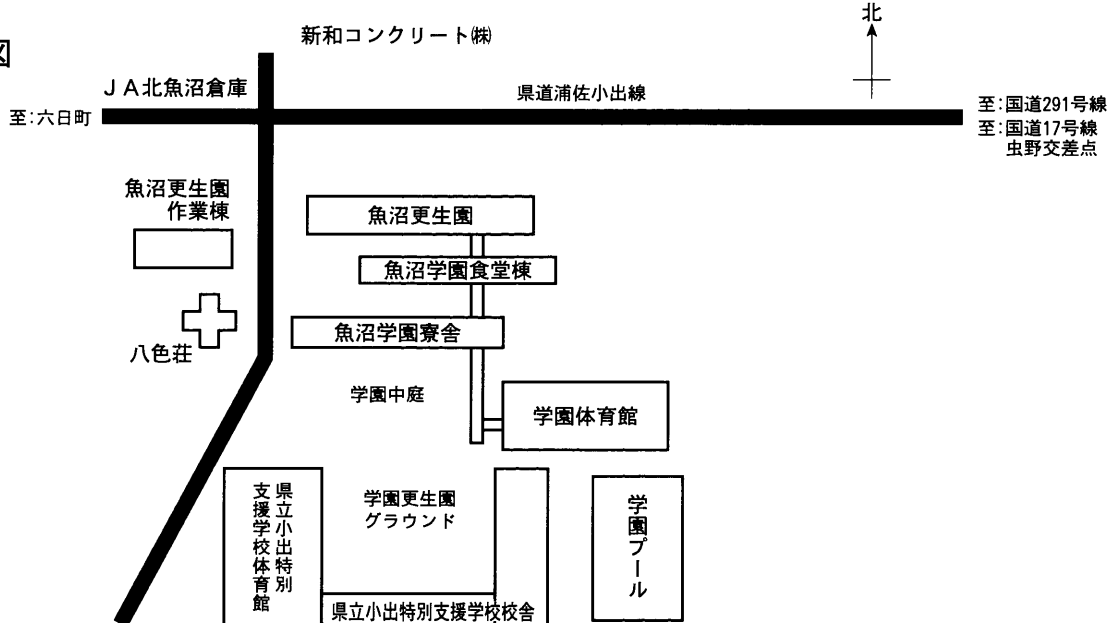 図
北
新和コンクリート㈱
ＪＡ北魚沼倉庫
県道浦佐小出線
至:六日町
至:国道291号線
至:国道17号線
虫野交差点
魚沼更生園
作業棟
魚沼更生園
魚沼学園食堂棟
魚沼学園寮舎
八色荘
学園中庭
学園体育館
県立小出特別
支援学校体育館
学園更生園
グラウンド
学園プール
県立小出特別支援学校校舎